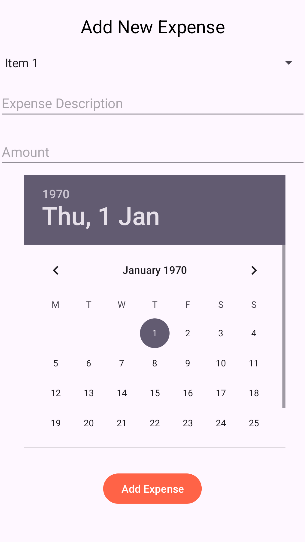 Add New Expense
Item 1
Expense Description
Amount
1970
Thu, 1 Jan
January 1970
M T W T F S S
1 2 3 4
5 6 7 8 9 10 11
12 13 14 15 16 17 18
19 20 21 22 23 24 25
Add Expense